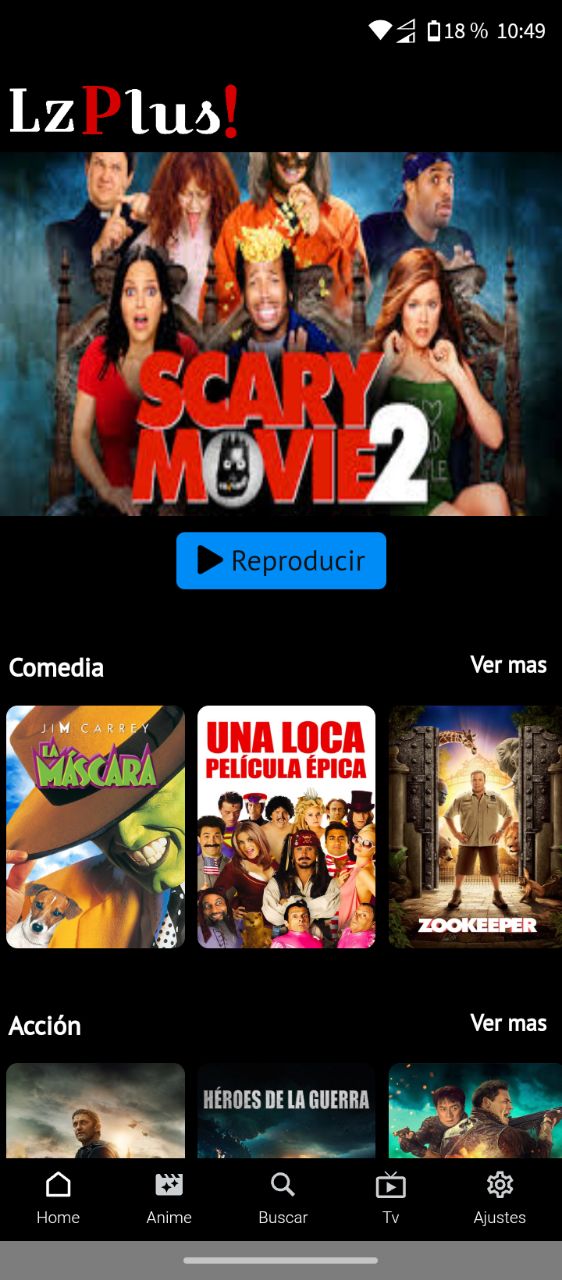 18 % 10:49
LzPlus!
SCARY
MOVIE 2
Reproducir
Comedia
Ver mas
JIM CARREY
LA
MÁSCARA
UNA LOCA
PELÍCULA ÉPICA
ZOOKEEPER
Acción
Ver mas
HÉROES DE LA GUERRA
Home
Anime
Buscar
Tv
Ajustes